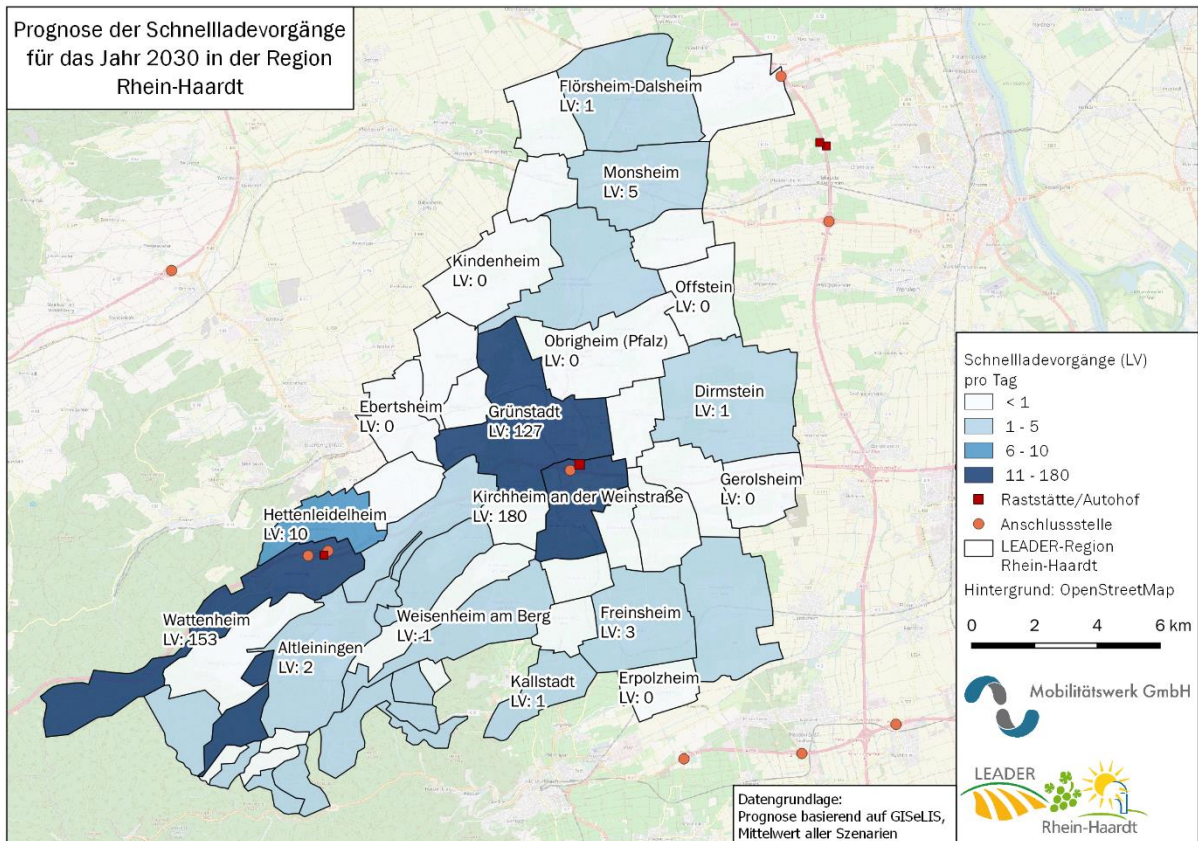 Prognose der Schnellladevorgänge
für das Jahr 2030 in der Region
Rhein-Haardt
Flörsheim-Dalsheim
LV: 1
Monsheim
LV: 5
Kindenheim
LV: 0
Offstein
LV: 0
Obrigheim (Pfalz)
LV: 0
Dirmstein
LV: 1
Ebertsheim
LV: 0
Grünstadt
LV: 127
Gerolsheim
LV: 0
Kirchheim an der Weinstraße
LV: 180
Hettenleidelheim
LV: 10
Wattenheim
LV: 153
Altleiningen
LV: 2
Weisenheim am Berg
LV: 1
Freinsheim
LV: 3
Kallstadt
LV: 1
Erpolzheim
LV: 0
Schnellladevorgänge (LV)
pro Tag
< 1
1 - 5
6 - 10
11 - 180
Raststätte/Autohof
Anschlussstelle
LEADER-Region
Rhein-Haardt
Hintergrund: OpenStreetMap
0 2 4 6 km
Mobilitätswerk GmbH
LEADER
Rhein-Haardt
Datengrundlage:
Prognose basierend auf GISeLIS,
Mittelwert aller Szenarien